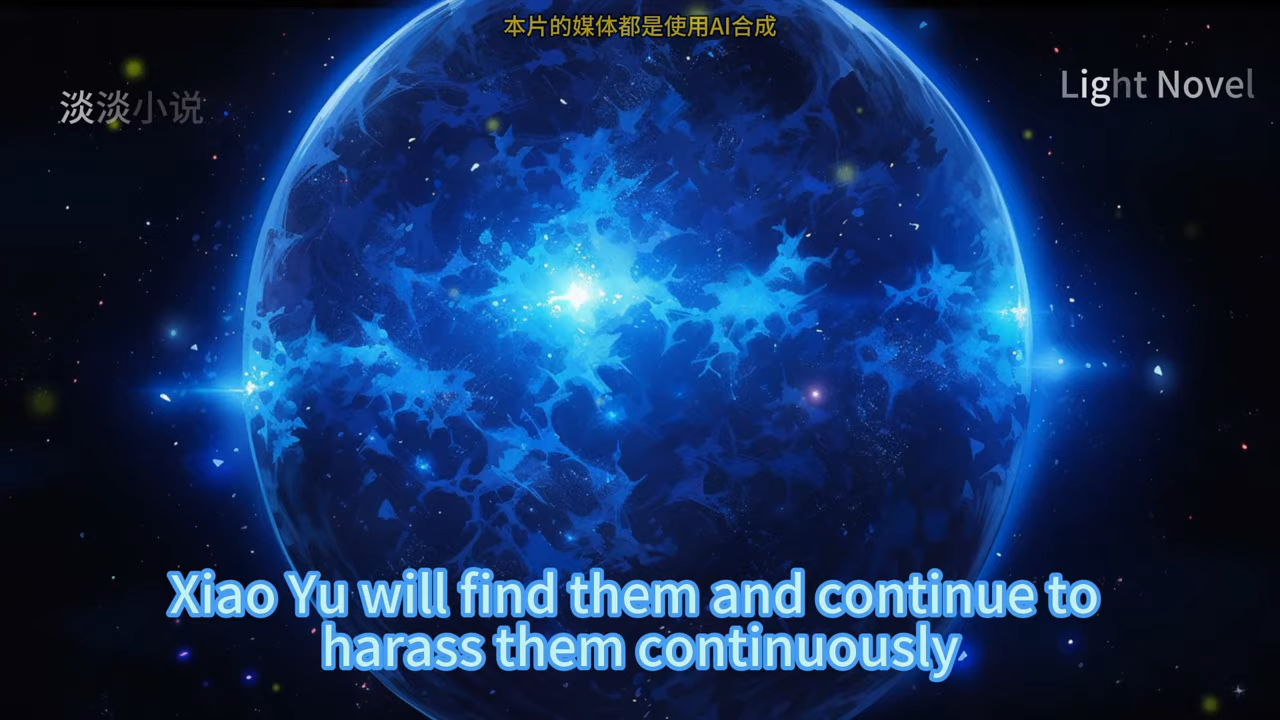 本片的媒体都是使用AI合成
淡淡小说
Light Novel
Xiao Yu will find them and continue to
harass them continuously